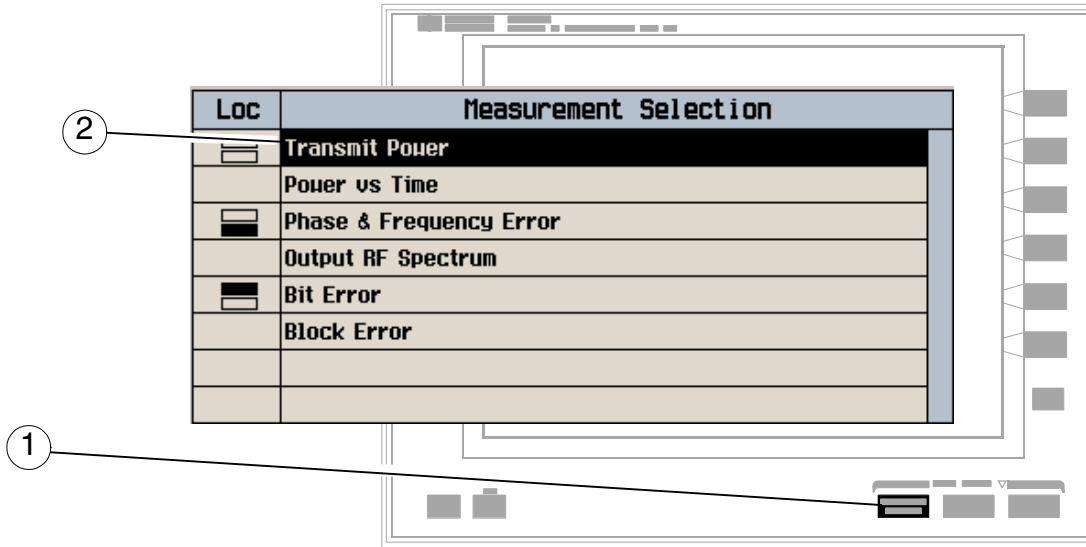 Loc Measurement Selection
2
Transmit Power
Power vs Time
Phase & Frequency Error
Output RF Spectrum
Bit Error
Block Error
1